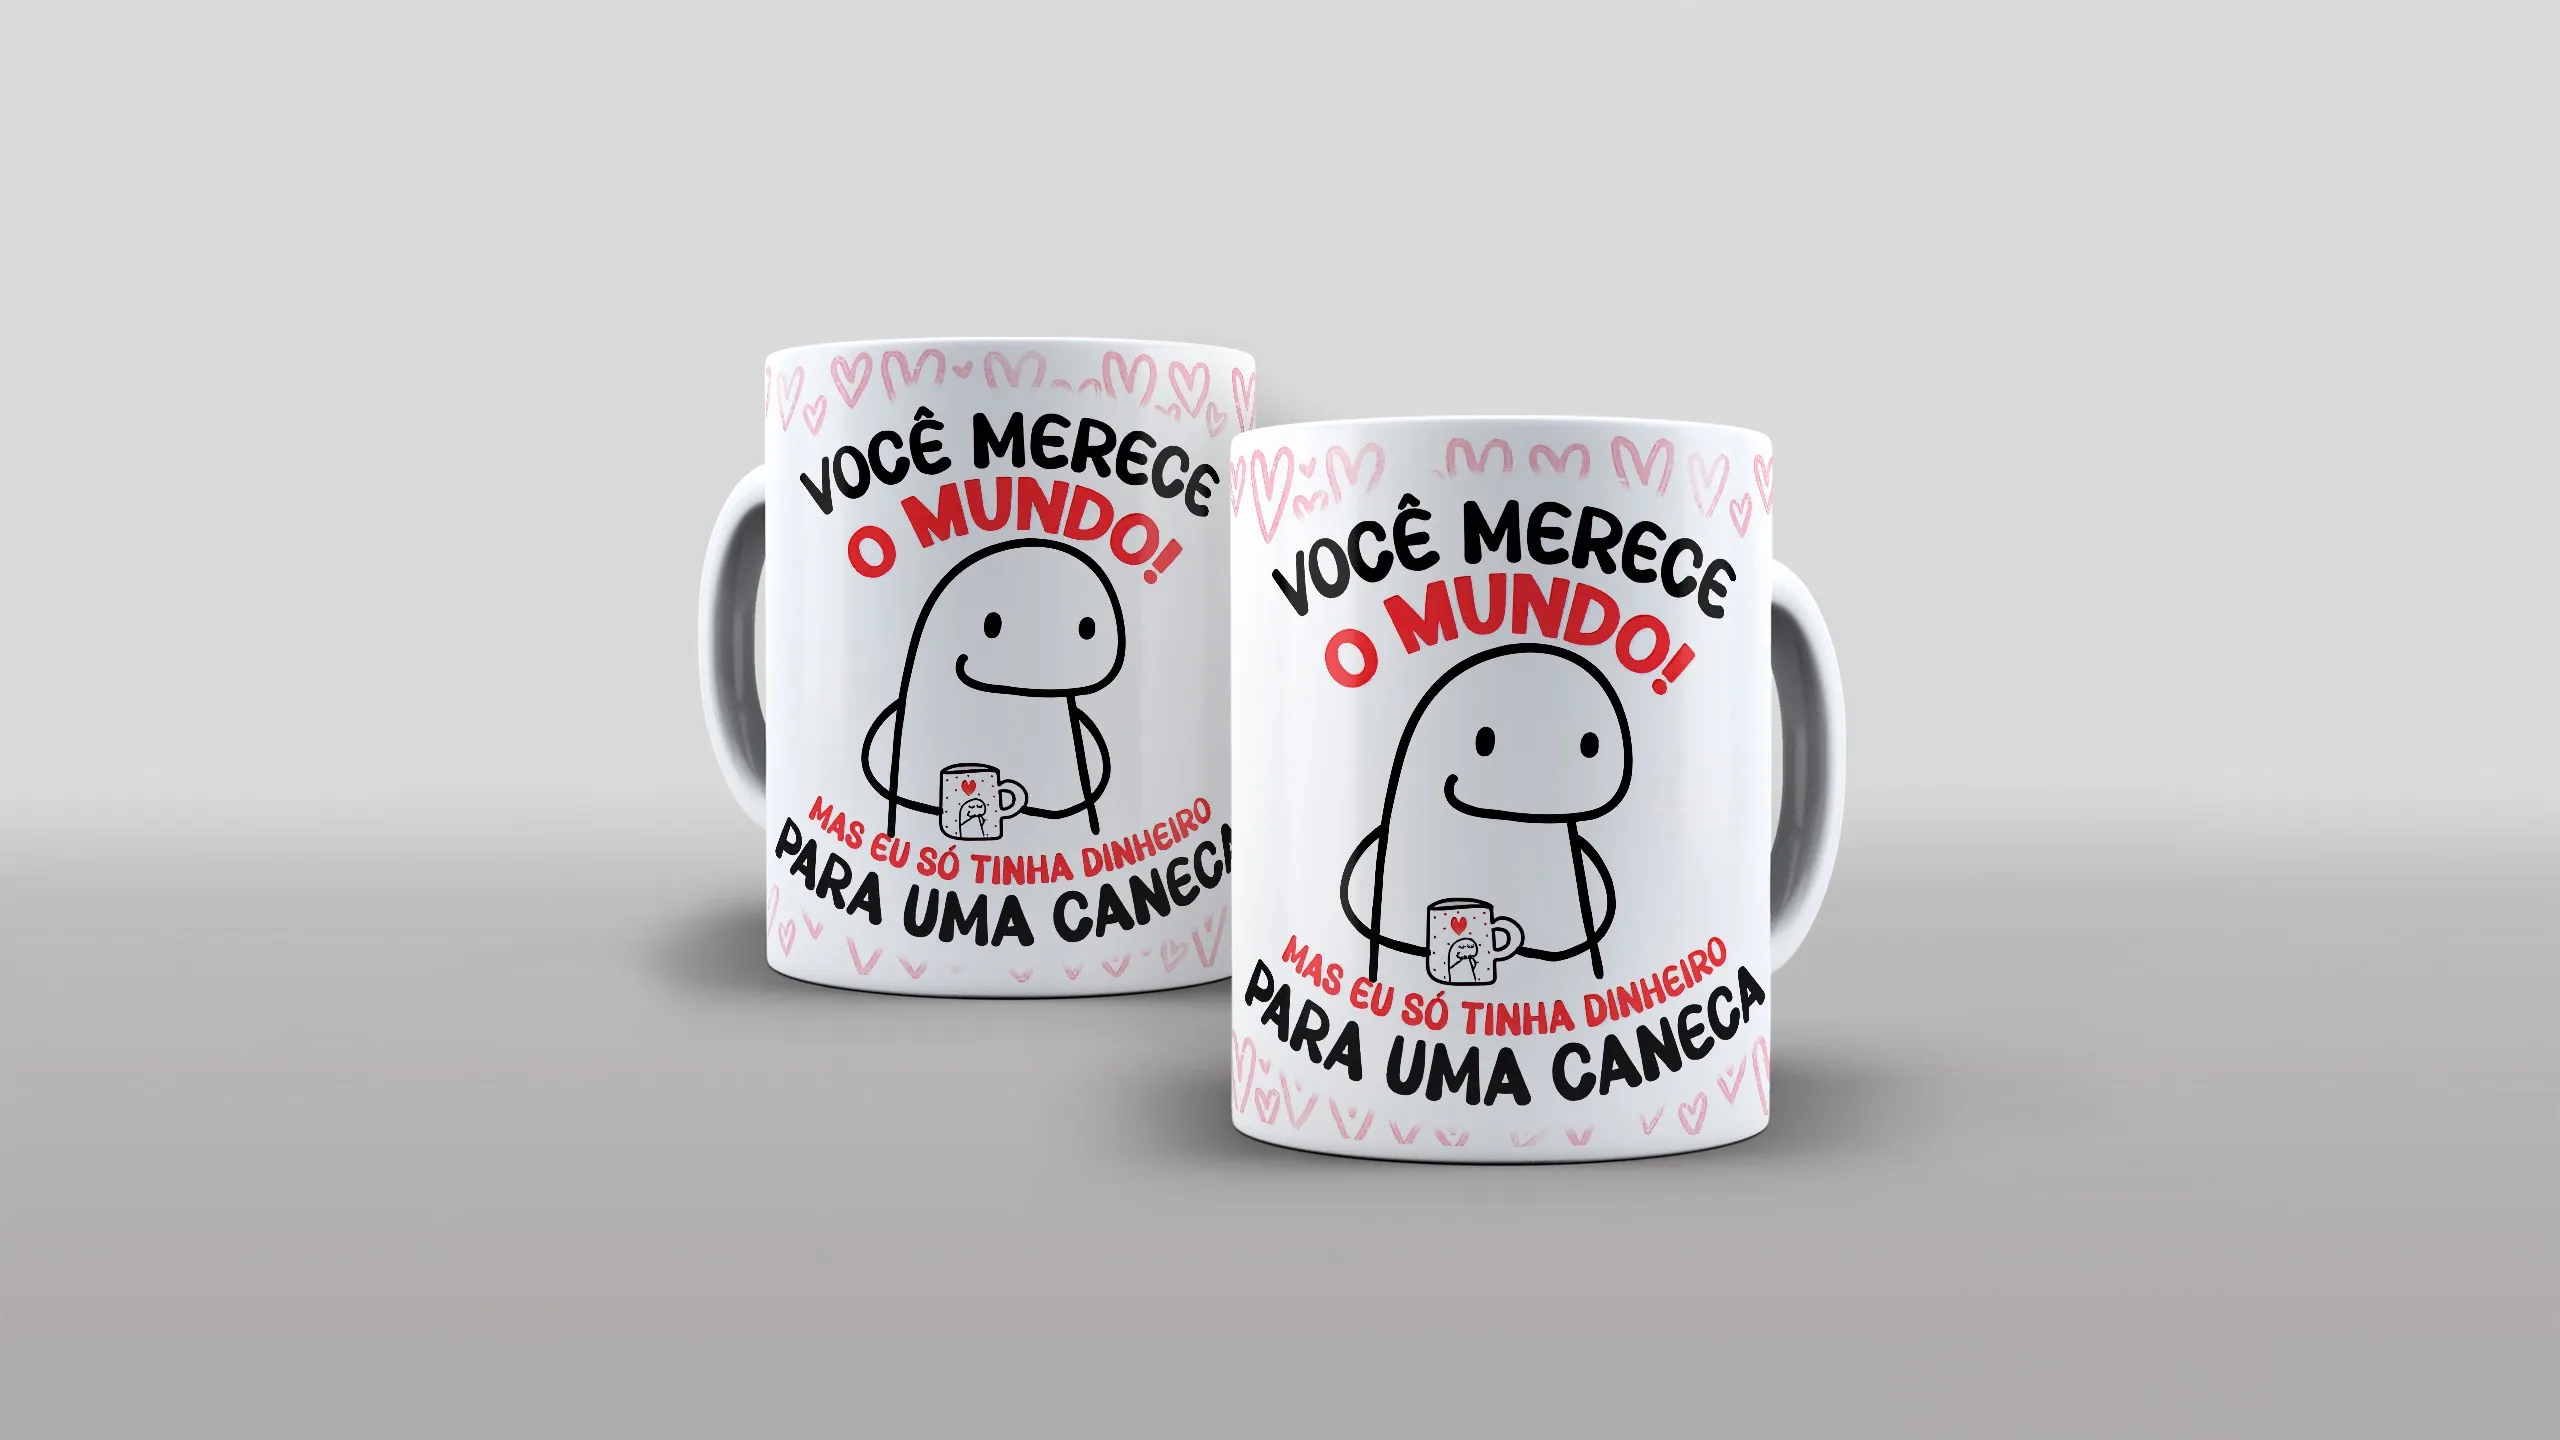 VOCÊ MERECE
O MUNDO!
MAS EU SÓ TINHA DINHEIRO
PARA UMA CANECA
VOCÊ MERECE
O MUNDO!
MAS EU SÓ TINHA DINHEIRO
PARA UMA CANECA